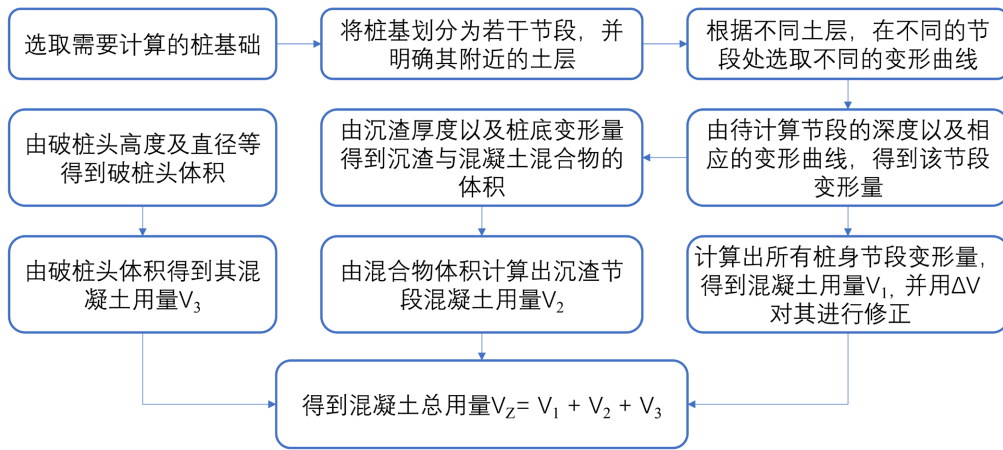 选取需要计算的桩基础
将桩基划分为若干节段，并
明确其附近的土层
根据不同土层，在不同的节
段处选取不同的变形曲线
由破桩头高度及直径等
得到破桩头体积
由沉渣厚度以及桩底变形量
得到沉渣与混凝土混合物的
体积
由待计算节段的深度以及相
应的变形曲线，得到该节段
变形量
由破桩头体积得到其混
凝土用量V₃
由混合物体积计算出沉渣节
段混凝土用量V₂
计算出所有桩身节段变形量，
得到混凝土用量V₁, 并用ΔV
对其进行修正
得到混凝土总用量V_Z= V₁ + V₂ + V₃